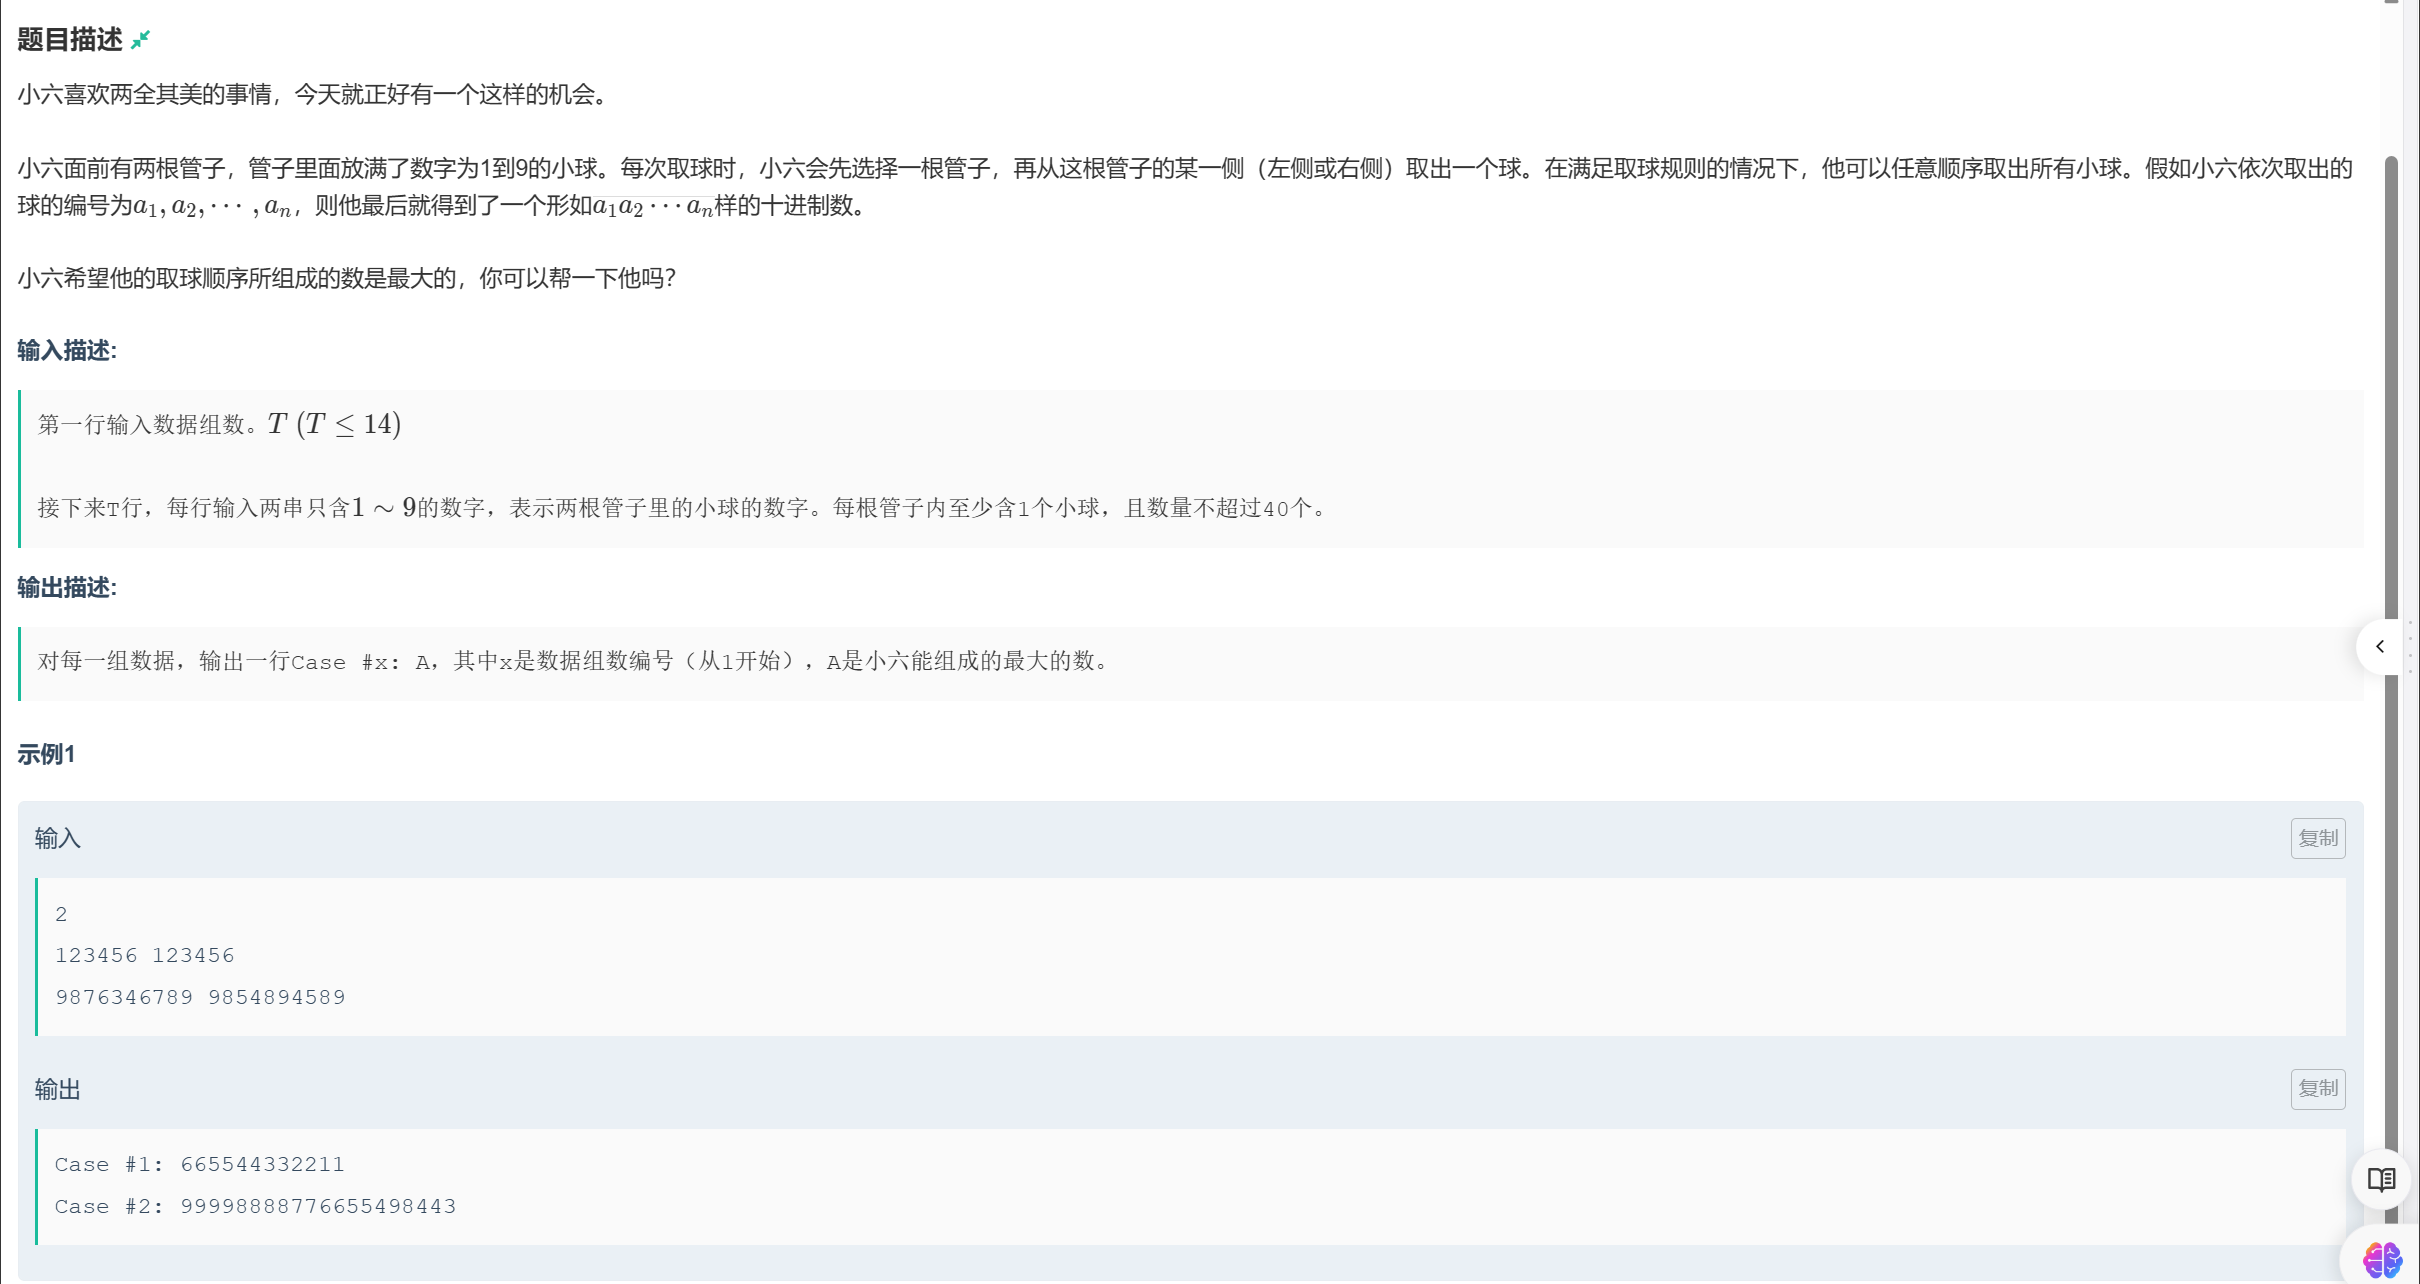 题目描述
小六喜欢两全其美的事情，今天就正好有一个这样的机会。
小六面前有两根管子，管子里面放满了数字为1到9的小球。每次取球时，小六会先选择一根管子，再从这根管子的某一侧（左侧或右侧）取出一个球。在满足取球规则的情况下，他可以任意顺序取出所有小球。假如小六依次取出的
球的编号为a₁, a₂, ⋯ , aₙ，则他最后就得到了一个形如a₁a₂⋯aₙ样的十进制数。
小六希望他的取球顺序所组成的数是最大的，你可以帮一下他吗？
输入描述:
第一行输入数据组数。T (T ≤ 14)
接下来T行，每行输入两串只含1 ∼ 9的数字，表示两根管子里的小球的数字。每根管子内至少含1个小球，且数量不超过40个。
输出描述:
对每一组数据，输出一行Case #x: A，其中x是数据组数编号（从1开始），A是小六能组成的最大的数。
示例1
输入
复制
2
123456 123456
9876346789 9854894589
输出
复制
Case #1: 665544332211
Case #2: 99998888776655498443